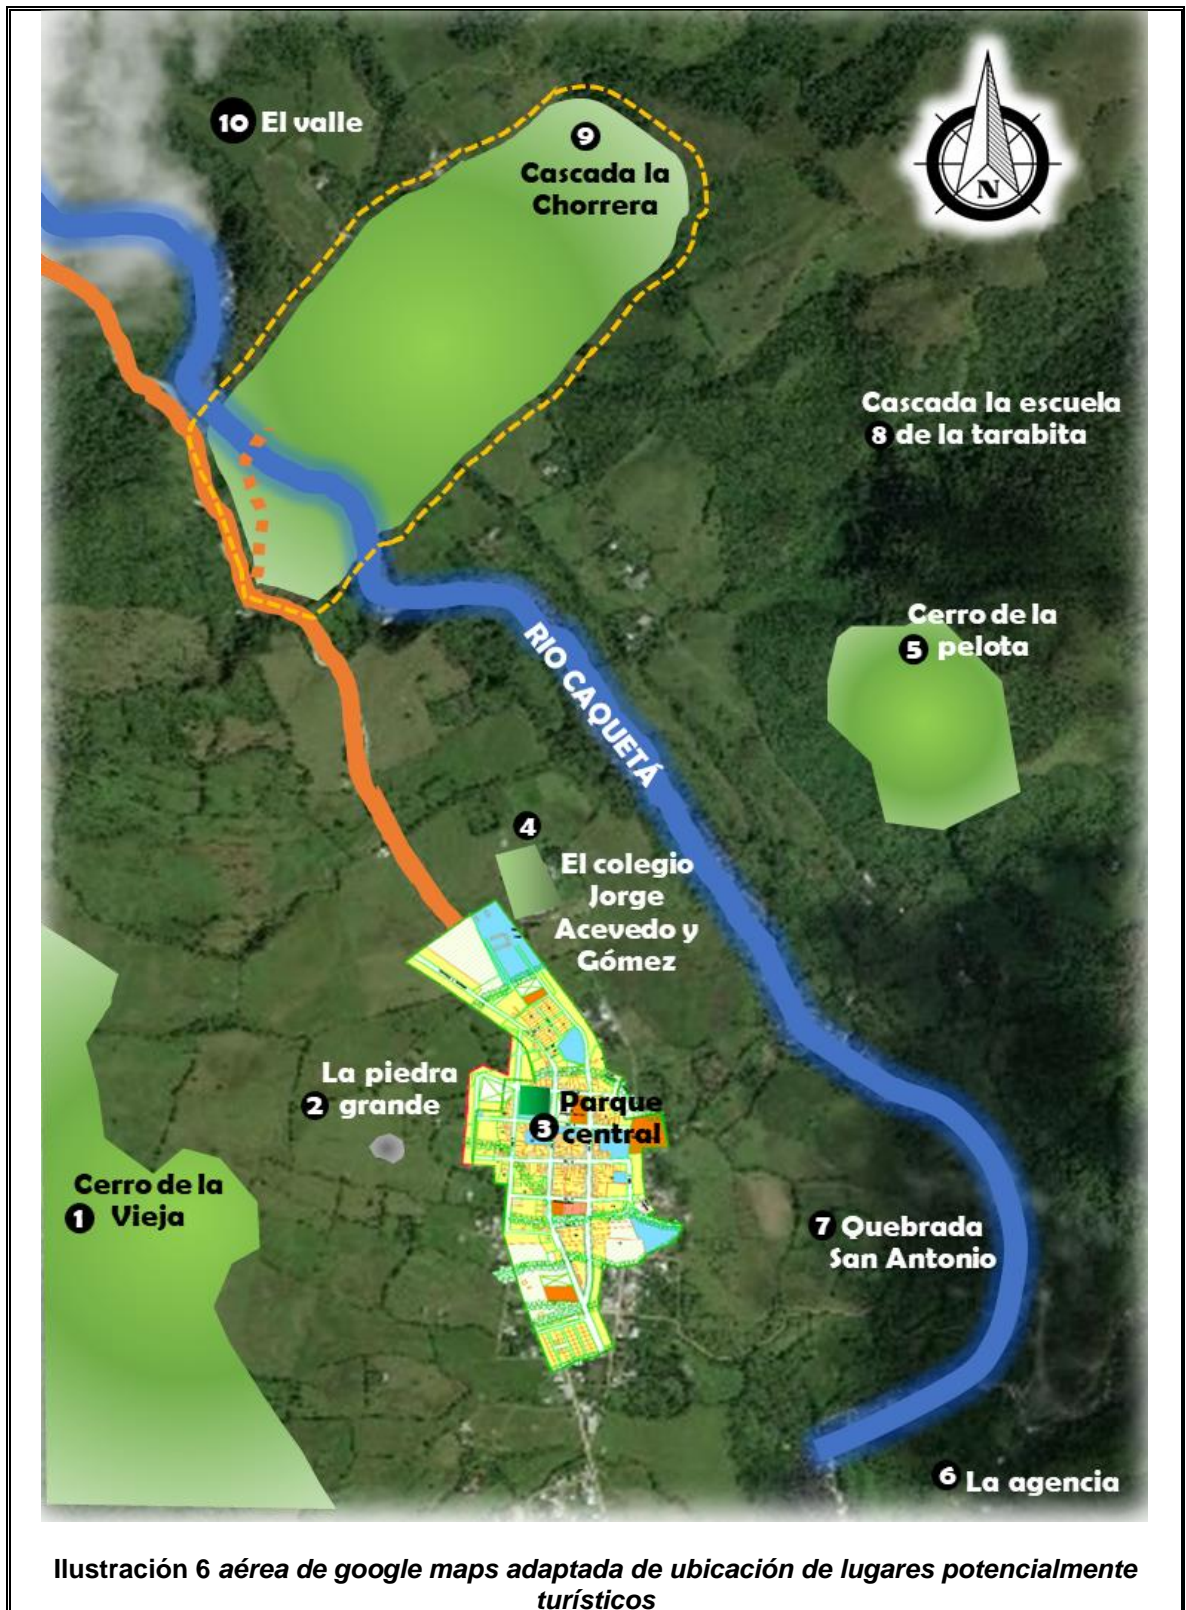 10 El valle
9
Cascada la
Chorrera
N
Cascada la escuela
8 de la tarabita
Cerro de la
5 pelota
RIO CAQUETÁ
4
El colegio
Jorge
Acevedo y
Gómez
La piedra
2 grande
Parque
3 central
Cerro de la
1 Vieja
7 Quebrada
San Antonio
6 La agencia
Ilustración 6 aérea de google maps adaptada de ubicación de lugares potencialmente
turísticos